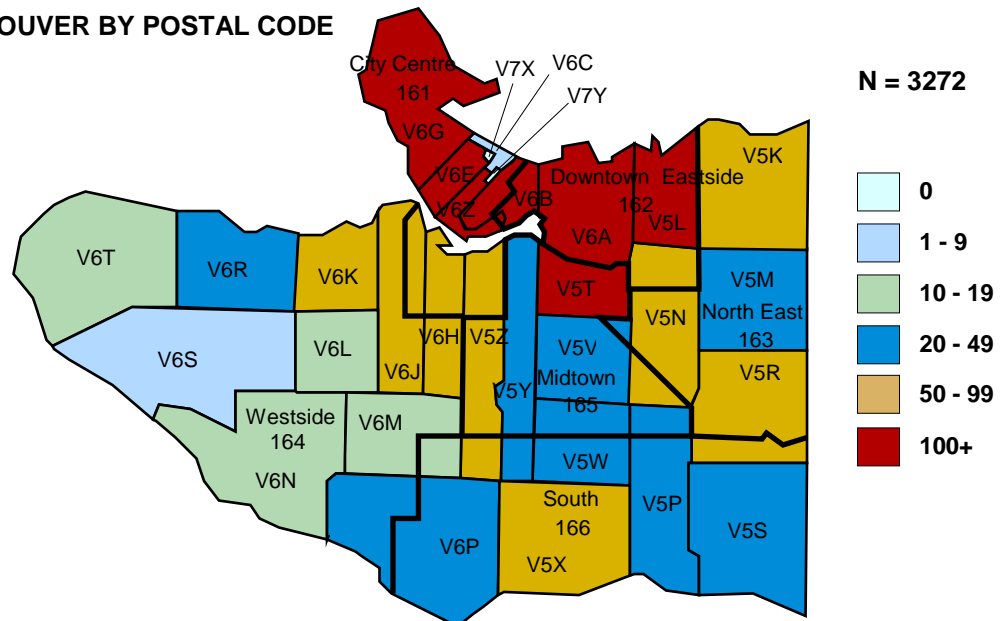 OUVER BY POSTAL CODE
City Centre
161
V7X
V6C
V7Y
N = 3272
V6G
V6E
V6Z
V6B
Downtown Eastside
162
V5L
V6A
V5K
0
1 - 9
10 - 19
20 - 49
50 - 99
100+
V6T
V6R
V6K
V5T
V5M
North East
163
V6S
V6L
V6J
V6H
V5Z
V5Y
V5V
Midtown
165
V5N
V5R
Westside
164
V6M
V6N
V5W
South
166
V5P
V5S
V6P
V5X